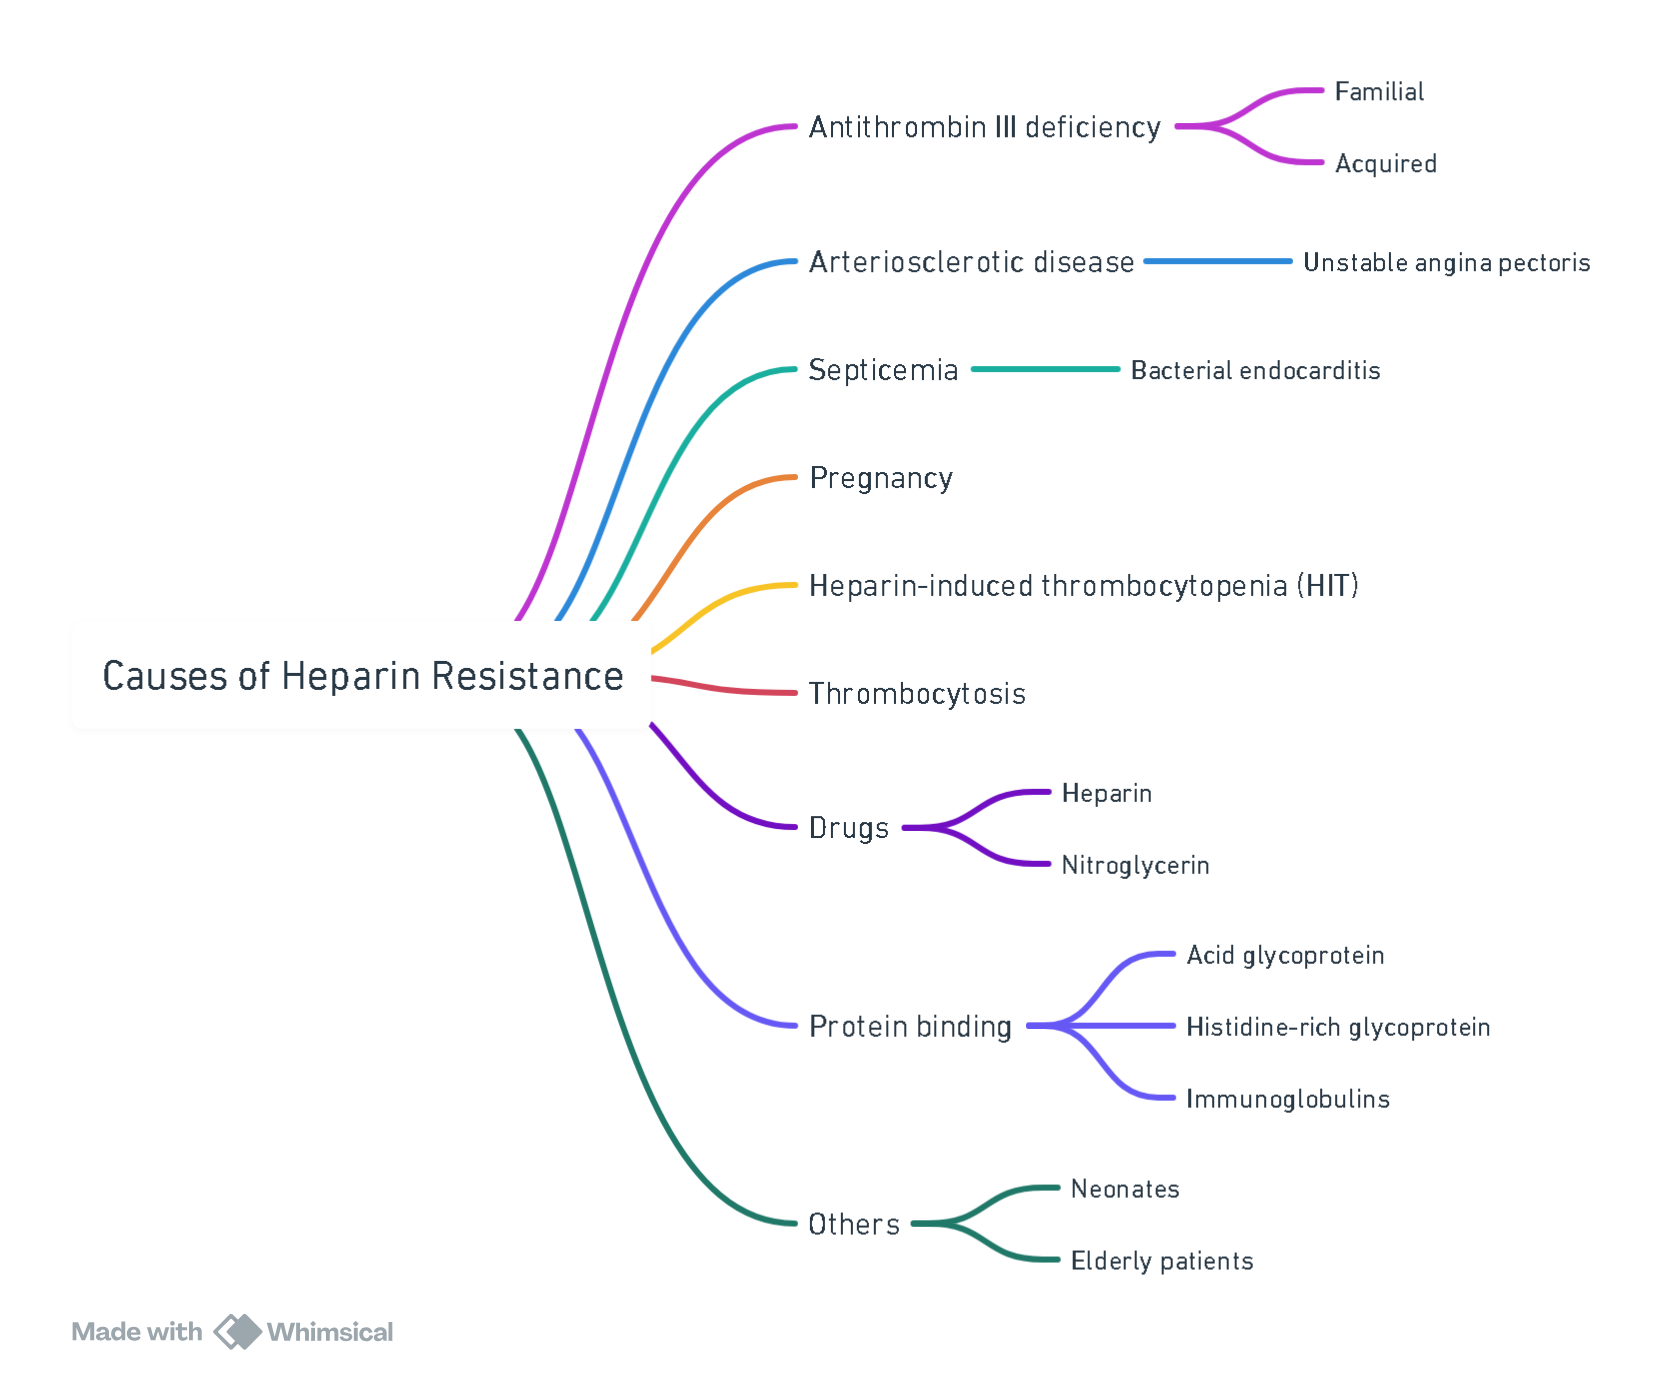 Causes of Heparin Resistance
Antithrombin III deficiency
Familial
Acquired
Arteriosclerotic disease
Unstable angina pectoris
Septicemia
Bacterial endocarditis
Pregnancy
Heparin-induced thrombocytopenia (HIT)
Thrombocytosis
Drugs
Heparin
Nitroglycerin
Protein binding
Acid glycoprotein
Histidine-rich glycoprotein
Immunoglobulins
Others
Neonates
Elderly patients
Made with Whimsical